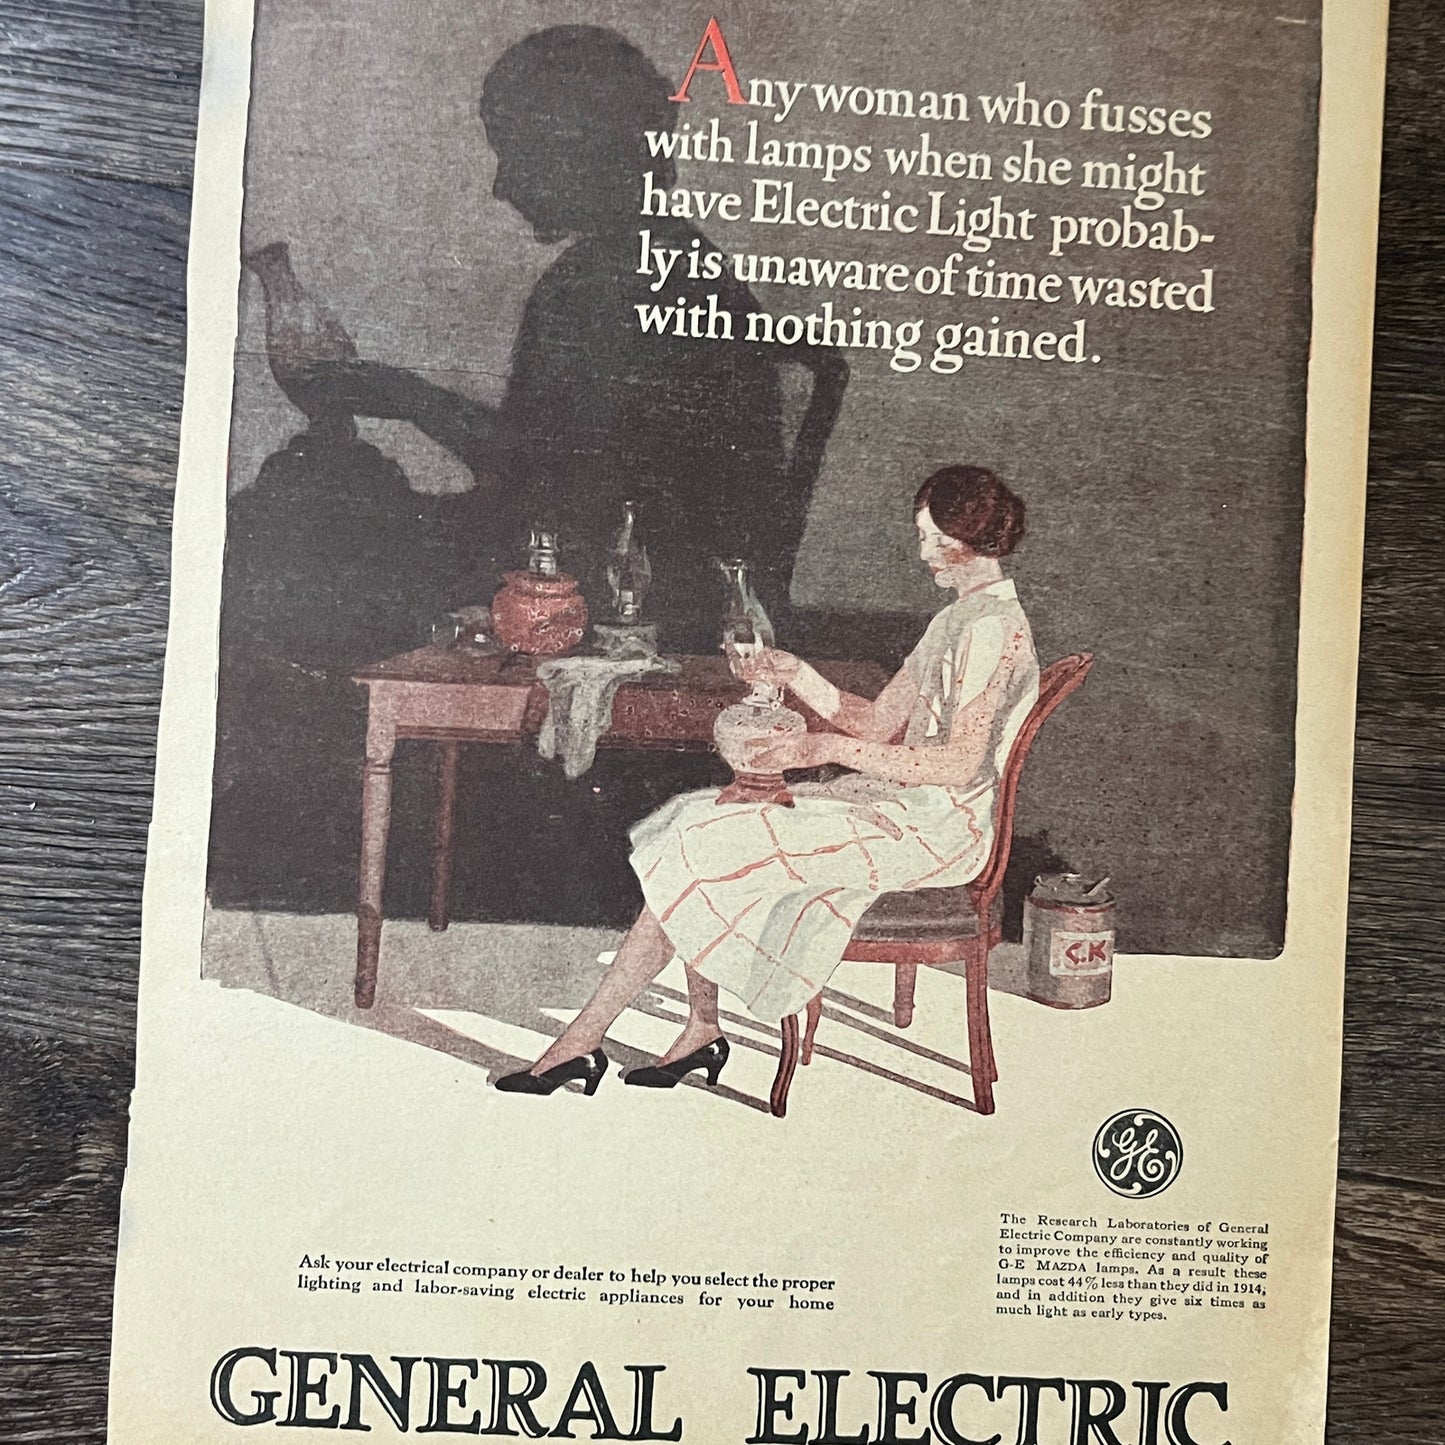 Any woman who fusses
with lamps when she might
have Electric Light probab-
ly is unaware of time wasted
with nothing gained.
G.K
GE
The Research Laboratories of General
Electric Company are constantly working
to improve the efficiency and quality of
G-E MAZDA lamps. As a result these
lamps cost 44% less than they did in 1914,
and in addition they give six times as
much light as early types.
Ask your electrical company or dealer to help you select the proper
lighting and labor-saving electric appliances for your home
GENERAL ELECTRIC